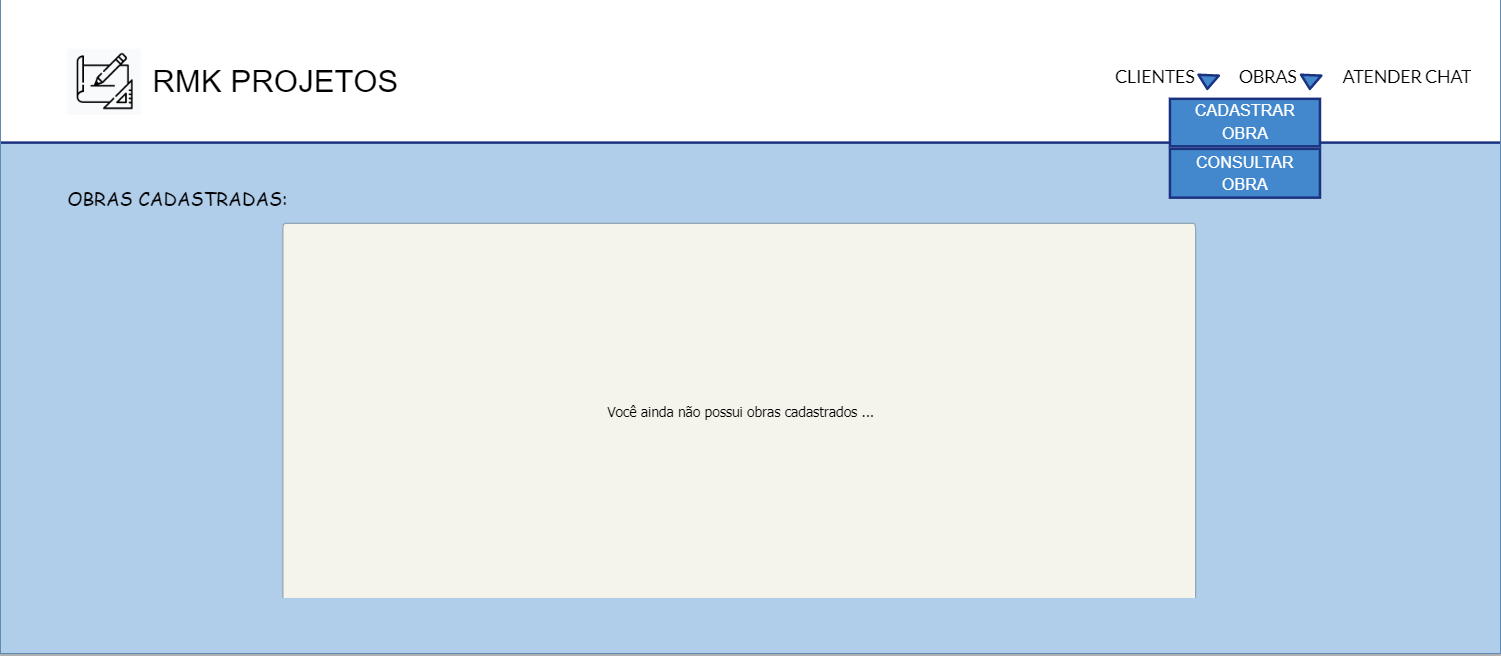 RMK PROJETOS
CLIENTES
OBRAS
ATENDER CHAT
CADASTRAR
OBRA
CONSULTAR
OBRA
OBRAS CADASTRADAS:
Você ainda não possui obras cadastrados ...